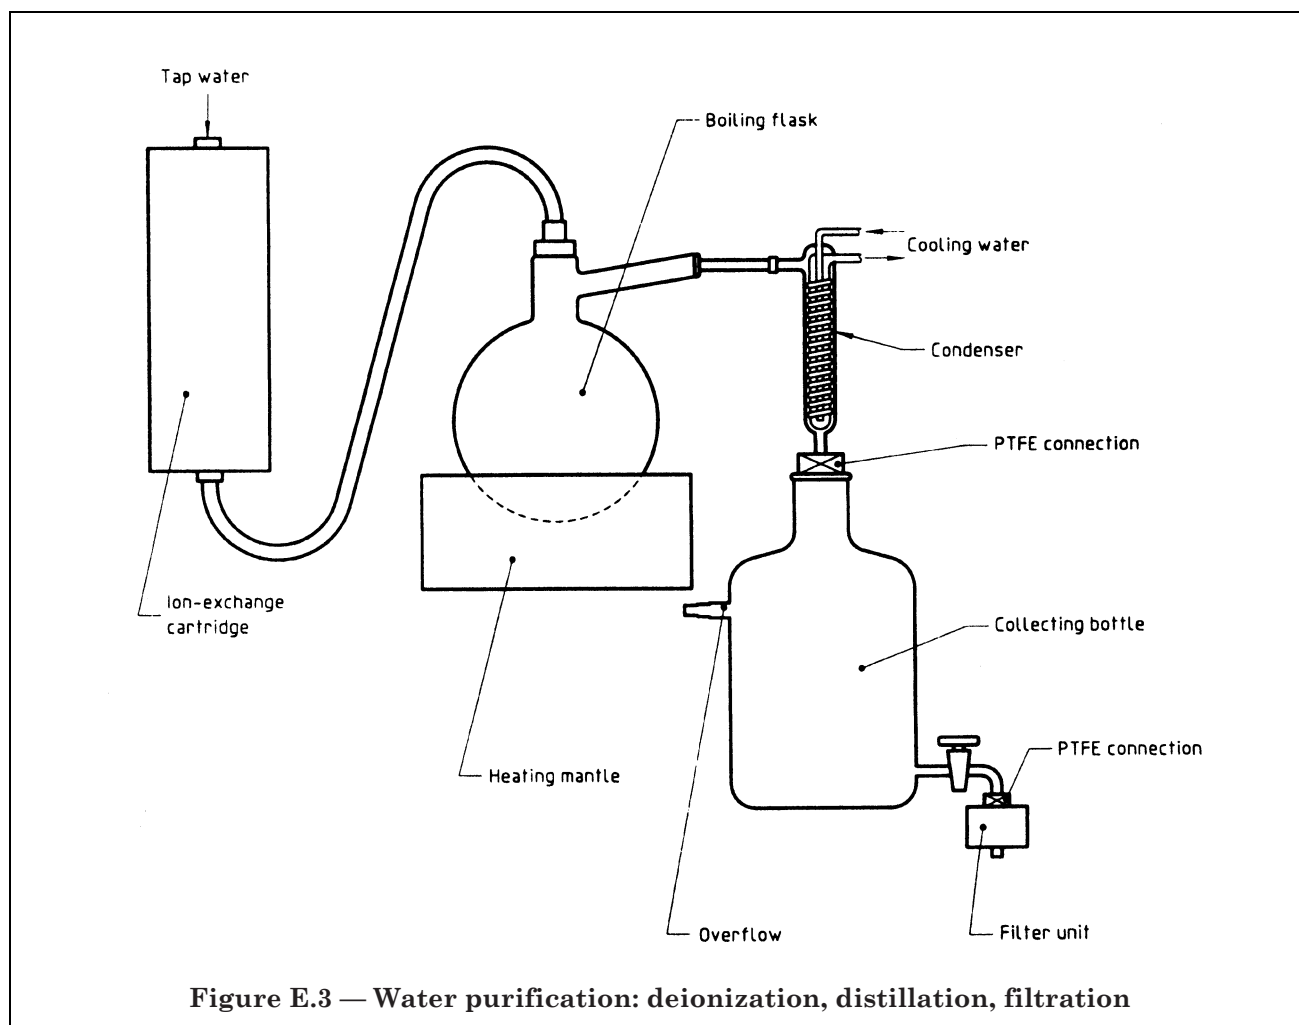 Tap water
Boiling flask
Cooling water
Condenser
PTFE connection
Ion-exchange
cartridge
Collecting bottle
PTFE connection
Heating mantle
Overflow
Filter unit
Figure E.3 — Water purification: deionization, distillation, filtration